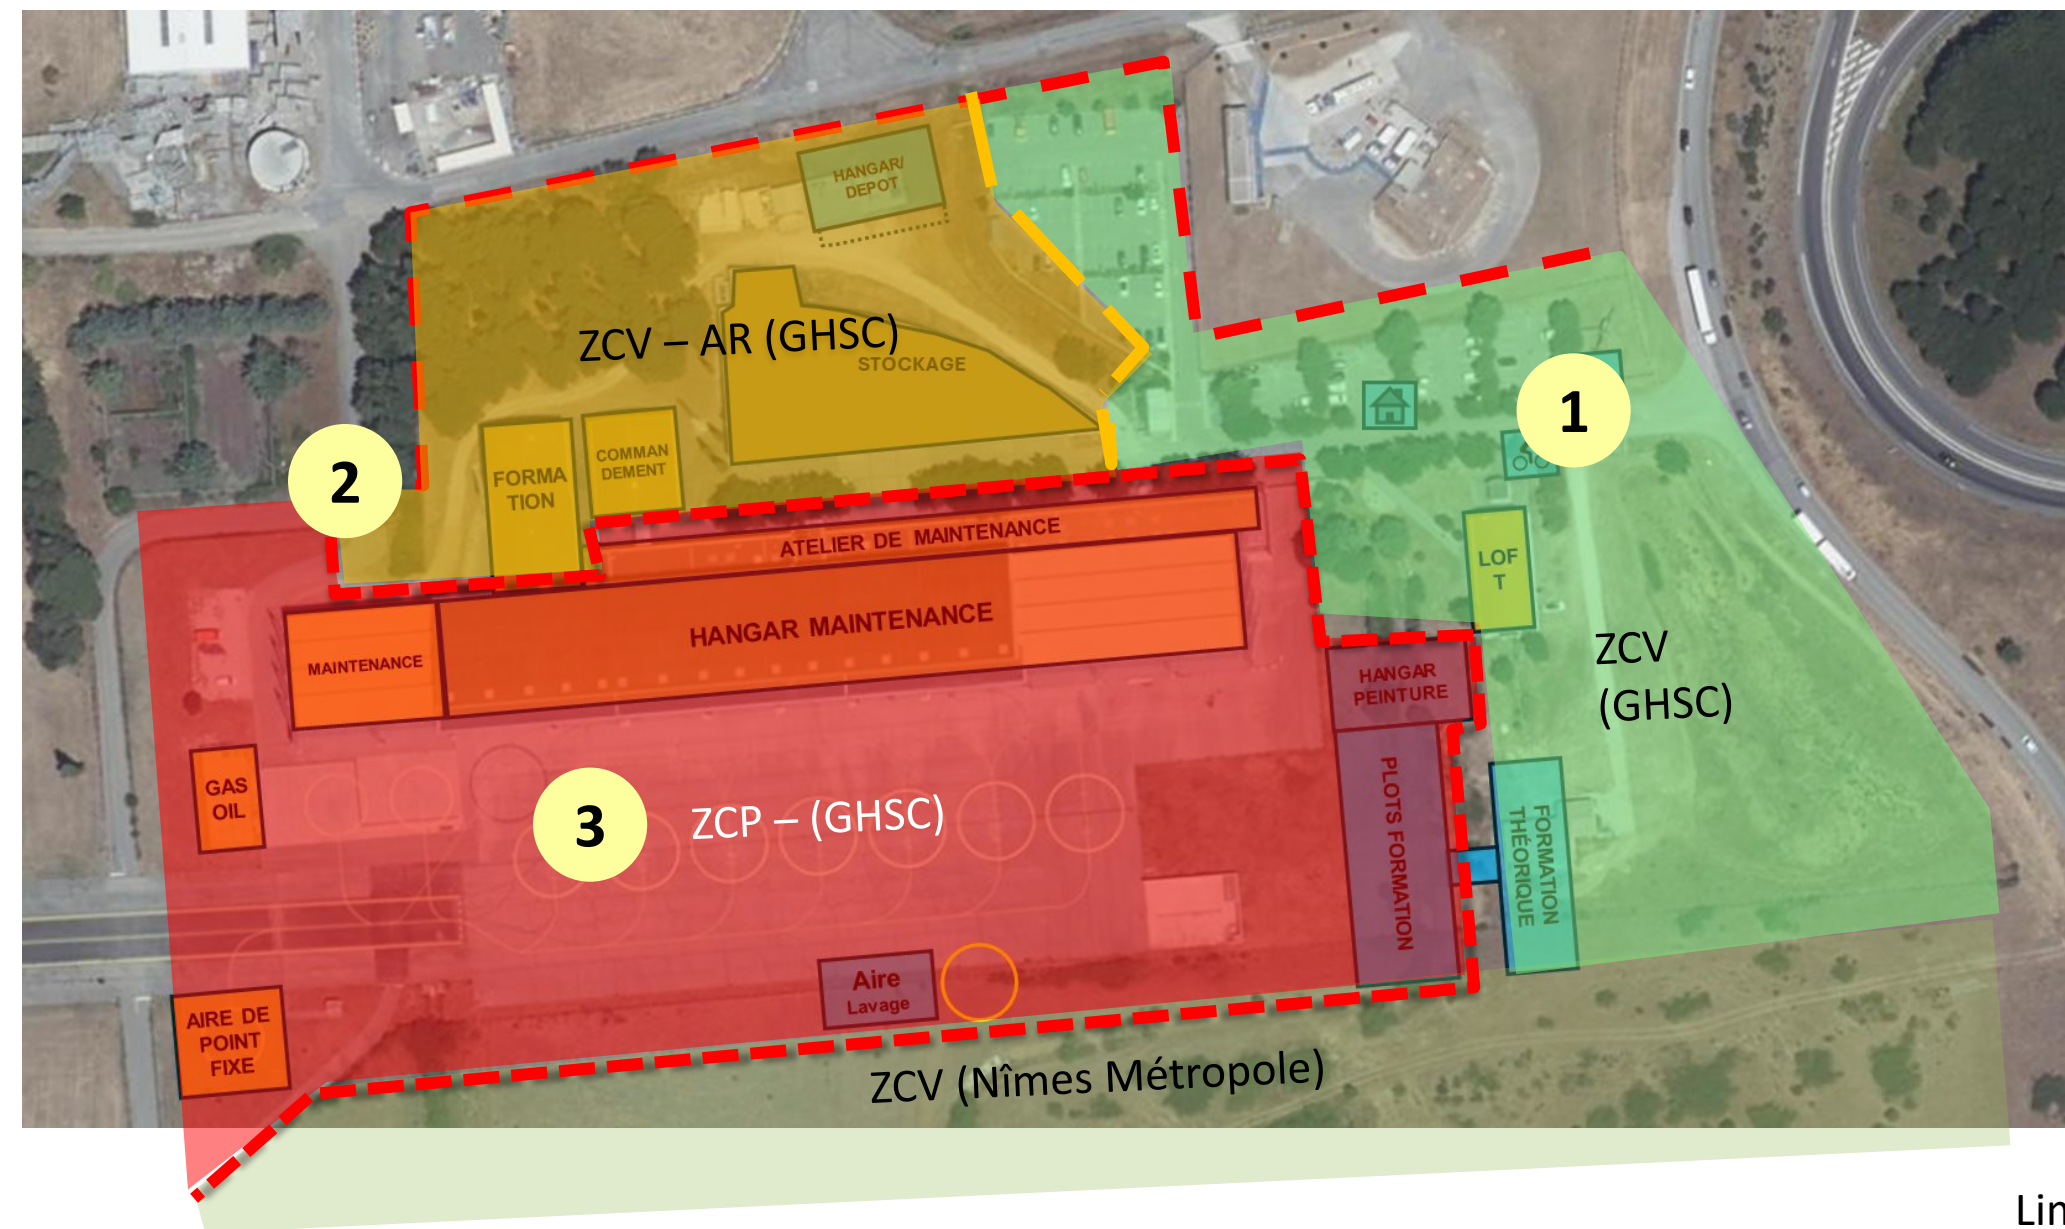 HANGAR/
DEPOT
ZCV – AR (GHSC)
STOCKAGE
1
2
FORMA
TION
COMMAN
DEMENT
ATELIER DE MAINTENANCE
LOF
T
HANGAR MAINTENANCE
MAINTENANCE
ZCV
(GHSC)
HANGAR
PEINTURE
GAS
OIL
3
ZCP – (GHSC)
PLOTS FORMATION
FORMATION
THÉORIQUE
Aire
Lavage
AIRE DE
POINT
FIXE
ZCV (Nîmes Métropole)
Lin